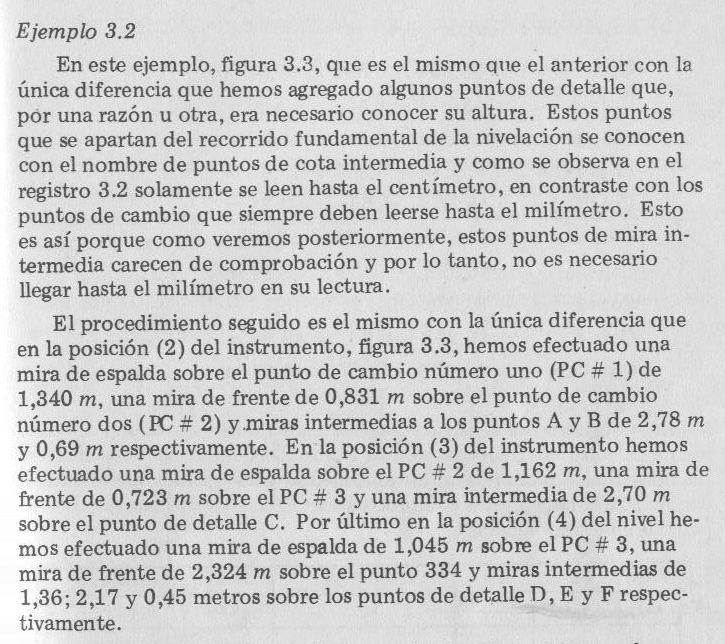 Ejemplo 3.2
En este ejemplo, figura 3.3, que es el mismo que el anterior con la
única diferencia que hemos agregado algunos puntos de detalle que,
por una razón u otra, era necesario conocer su altura. Estos puntos
que se apartan del recorrido fundamental de la nivelación se conocen
con el nombre de puntos de cota intermedia y como se observa en el
registro 3.2 solamente se leen hasta el centímetro, en contraste con los
puntos de cambio que siempre deben leerse hasta el milímetro. Esto
es así porque como veremos posteriormente, estos puntos de mira in-
termedia carecen de comprobación y por lo tanto, no es necesario
llegar hasta el milímetro en su lectura.
El procedimiento seguido es el mismo con la única diferencia que
en la posición (2) del instrumento, figura 3.3, hemos efectuado una
mira de espalda sobre el punto de cambio número uno (PC # 1) de
1,340 m, una mira de frente de 0,831 m sobre el punto de cambio
número dos (PC # 2) y miras intermedias a los puntos A y B de 2,78 m
y 0,69 m respectivamente. En la posición (3) del instrumento hemos
efectuado una mira de espalda sobre el PC # 2 de 1,162 m, una mira de
frente de 0,723 m sobre el PC # 3 y una mira intermedia de 2,70 m
sobre el punto de detalle C. Por último en la posición (4) del nivel he-
mos efectuado una mira de espalda de 1,045 m sobre el PC # 3, una
mira de frente de 2,324 m sobre el punto 334 y miras intermedias de
1,36; 2,17 y 0,45 metros sobre los puntos de detalle D, E y F respec-
tivamente.